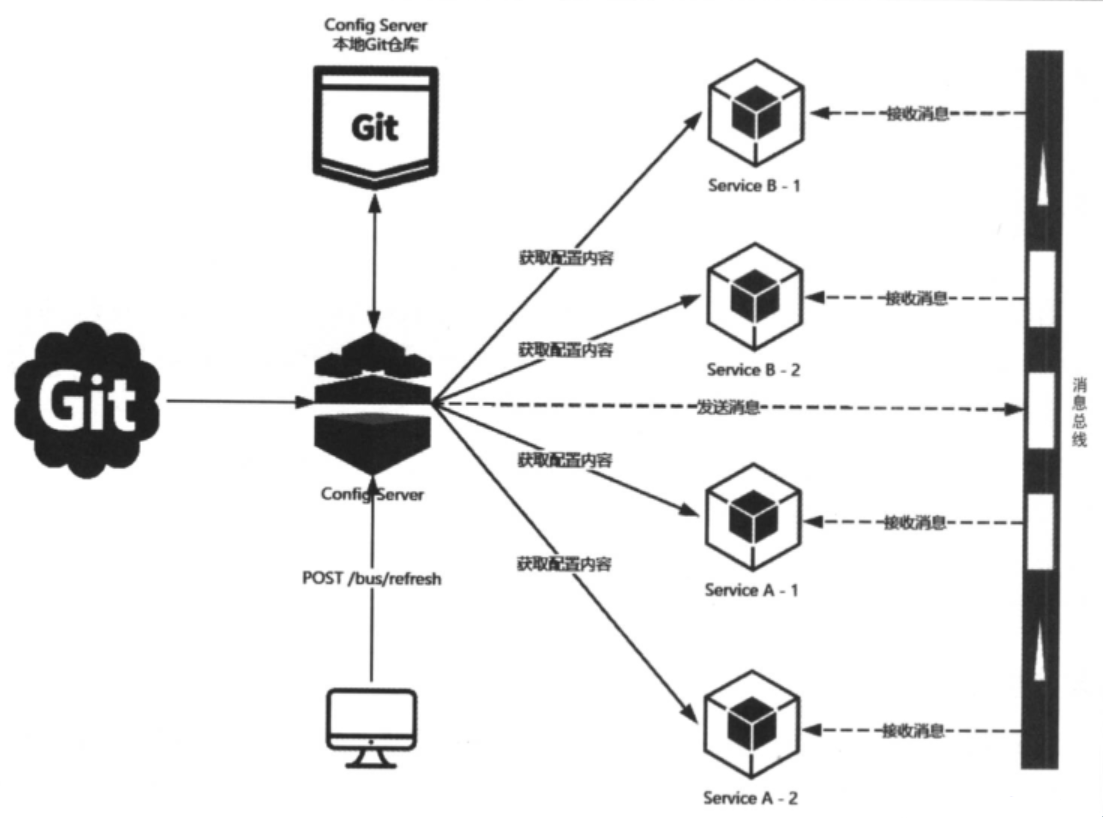 Config Server
本地Git仓库
Git
Service B - 1
接收消息
获取配置内容
Service B - 2
接收消息
获取配置内容
Git
发送消息
消息总线
Config Server
获取配置内容
Service A - 1
接收消息
POST /bus/refresh
获取配置内容
Service A - 2
接收消息